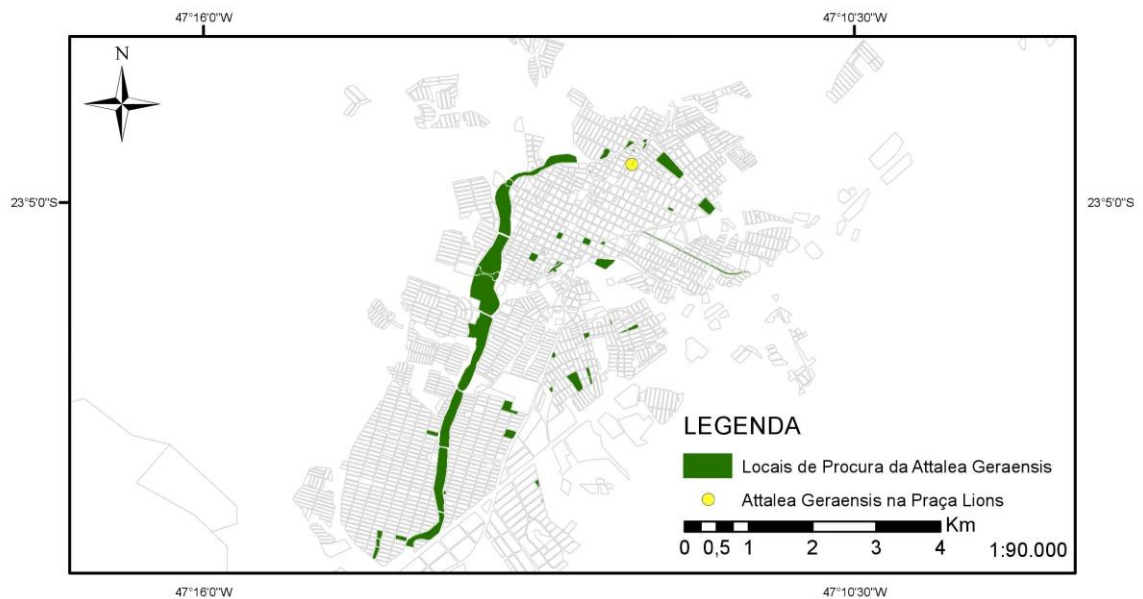 47°16'0"W 47°10'30"W
N
23°5'0"S 23°5'0"S
LEGENDA
Locais de Procura da Attalea Geraensis
Attalea Geraensis na Praça Lions
Km
0 0,5 1 2 3 4 1:90.000
47°16'0"W 47°10'30"W